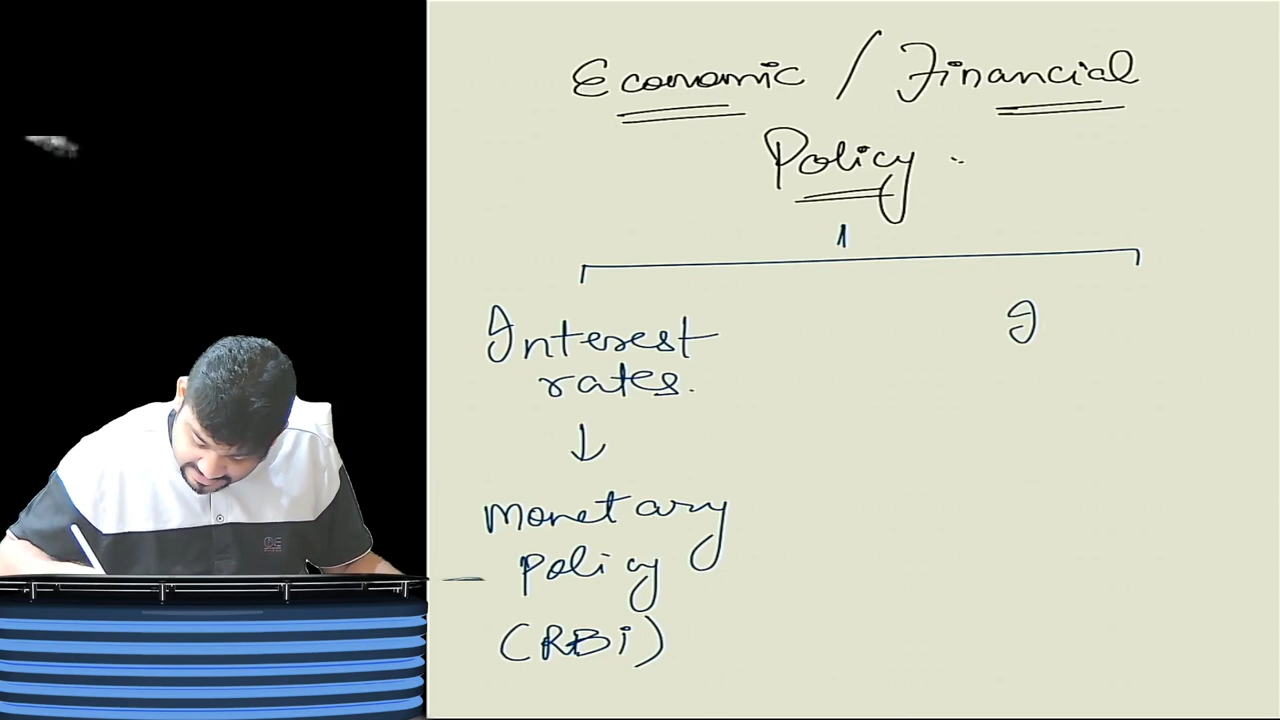 Economic / Financial
Policy
Interest
rates.
↓
Monetary
policy
(RBI)